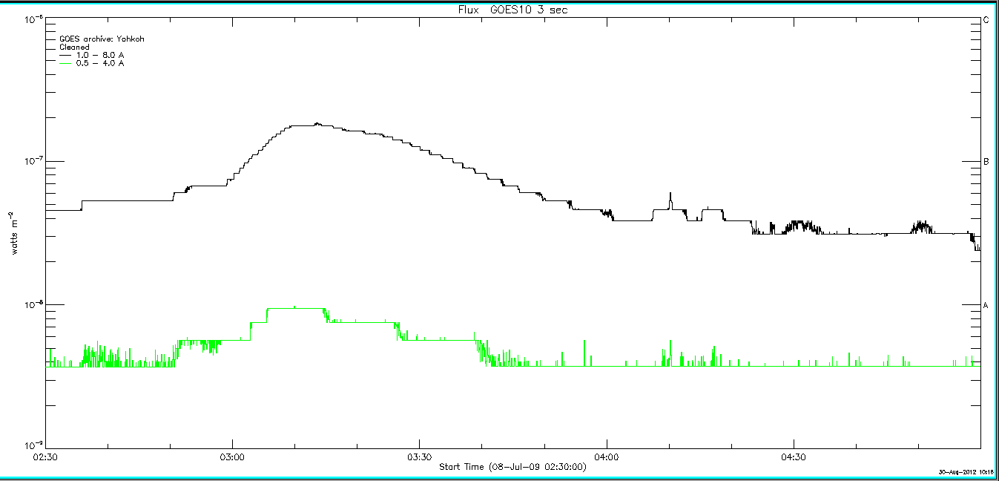 Flux GOES10 3 sec
10⁻⁶
C
GOES archive: Yohkoh
Cleaned
1.0 - 8.0 A
0.5 - 4.0 A
10⁻⁷
B
watts m⁻²
10⁻⁸
A
10⁻⁹
02:30 03:00 03:30 04:00 04:30
Start Time (08-Jul-09 02:30:00)
30-Aug-2012 10:18